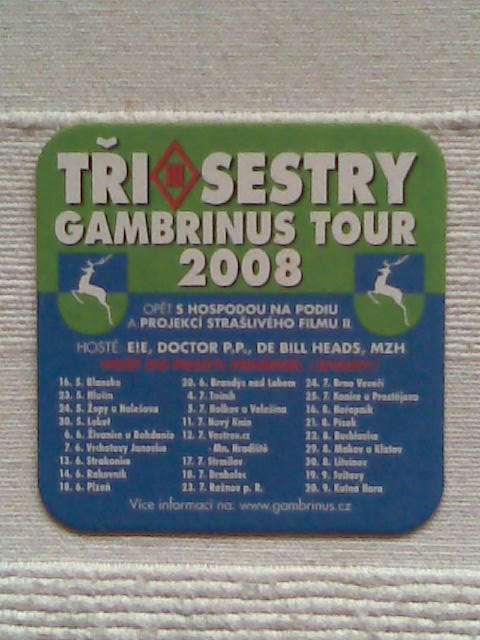 TŘI SESTRY
GAMBRINUS TOUR
2008
OPĚT S HOSPODOU NA PODIU
A PROJEKCÍ STRAŠLIVÉHO FILMU II.
HOSTÉ: E!E, DOCTOR P.P., DE BILL HEADS, MZH
16. 5. Blansko
23. 5. Hlučín
24. 5. Žopy u Holešova
30. 5. Loket
6. 6. Živanice u Bohdanče
7. 6. Vrchotovy Janovice
13. 6. Strakonice
14. 6. Rakovník
18. 6. Plzeň
20. 6. Brandýs nad Labem
4. 7. Točník
5. 7. Holkov u Velešína
11. 7. Nový Knín
12. 7. Vostrov.cz
Mn. Hradiště
17. 7. Strmilov
18. 7. Draholec
23. 7. Rožnov p. R.
24. 7. Brno Veveří
25. 7. Konice u Prostějova
16. 8. Kořapník
21. 8. Písek
22. 8. Buchlovice
29. 8. Malcov u Klatov
30. 8. Litvínov
19. 9. Svitavy
20. 9. Kutná Hora
Více informací na: www.gambrinus.cz